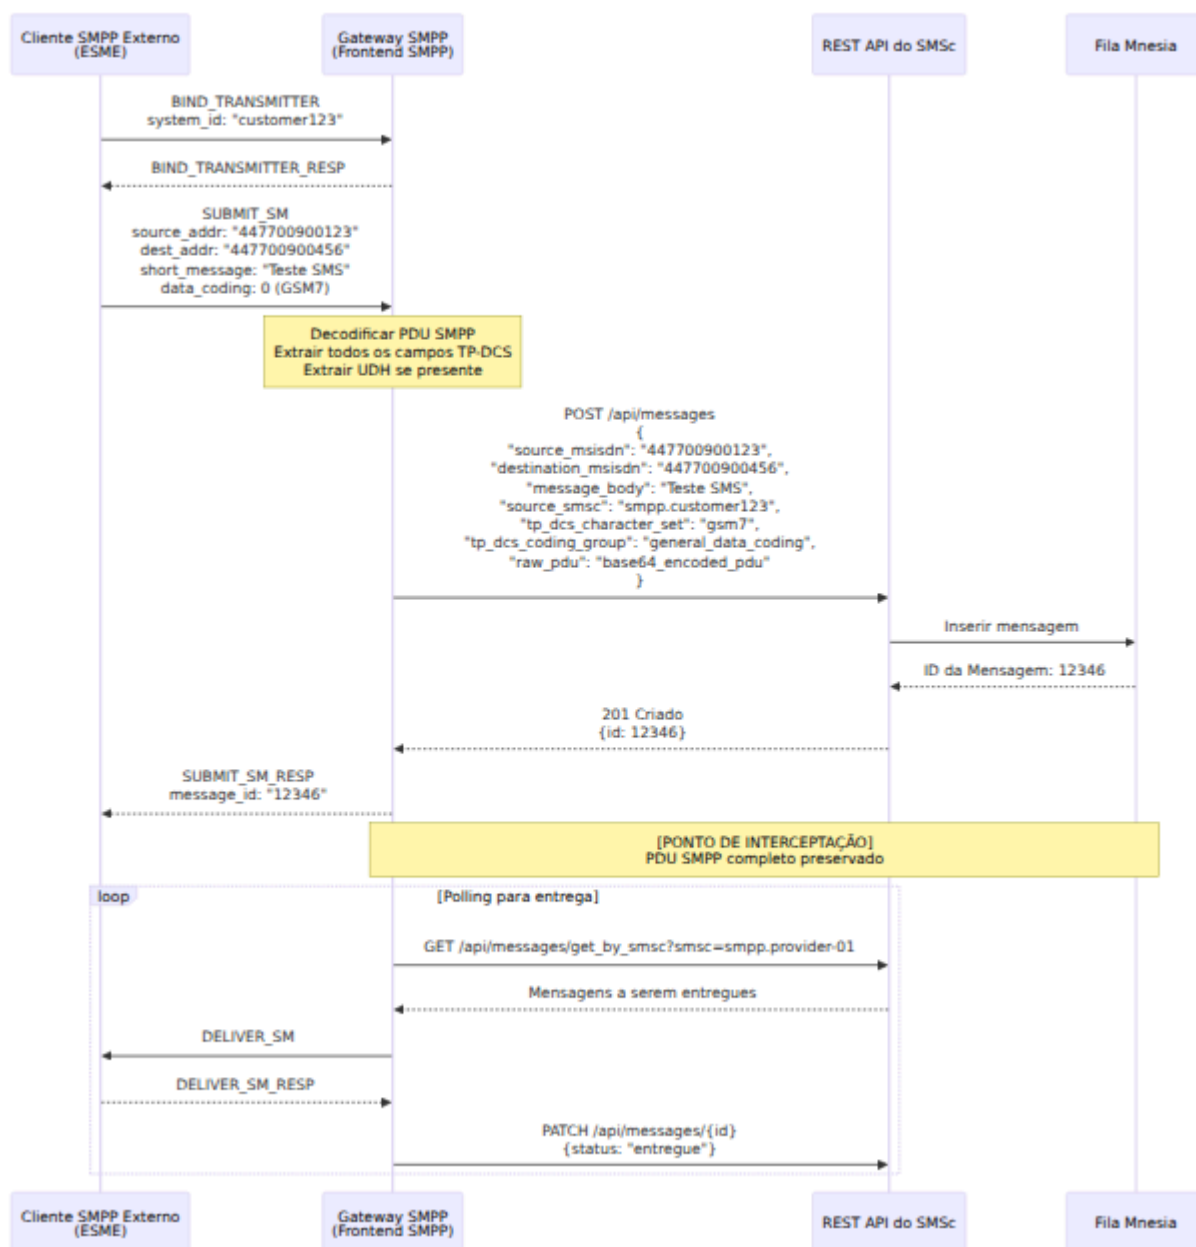 Cliente SMPP Externo
(ESME)
Gateway SMPP
(Frontend SMPP)
REST API do SMSc
Fila Mnesia
BIND_TRANSMITTER
system_id: "customer123"
BIND_TRANSMITTER_RESP
SUBMIT_SM
source_addr: "447700900123"
dest_addr: "447700900456"
short_message: "Teste SMS"
data_coding: 0 (GSM7)
Decodificar PDU SMPP
Extrair todos os campos TP-DCS
Extrair UDH se presente
POST /api/messages
{
"source_msisdn": "447700900123",
"destination_msisdn": "447700900456",
"message_body": "Teste SMS",
"source_smsc": "smpp.customer123",
"tp_dcs_character_set": "gsm7",
"tp_dcs_coding_group": "general_data_coding",
"raw_pdu": "base64_encoded_pdu"
}
Inserir mensagem
ID da Mensagem: 12346
201 Criado
{id: 12346}
SUBMIT_SM_RESP
message_id: "12346"
[PONTO DE INTERCEPTAÇÃO]
PDU SMPP completo preservado
loop
[Polling para entrega]
GET /api/messages/get_by_smsc?smsc=smpp.provider-01
Mensagens a serem entregues
DELIVER_SM
DELIVER_SM_RESP
PATCH /api/messages/{id}
{status: "entregue"}
Cliente SMPP Externo
(ESME)
Gateway SMPP
(Frontend SMPP)
REST API do SMSc
Fila Mnesia